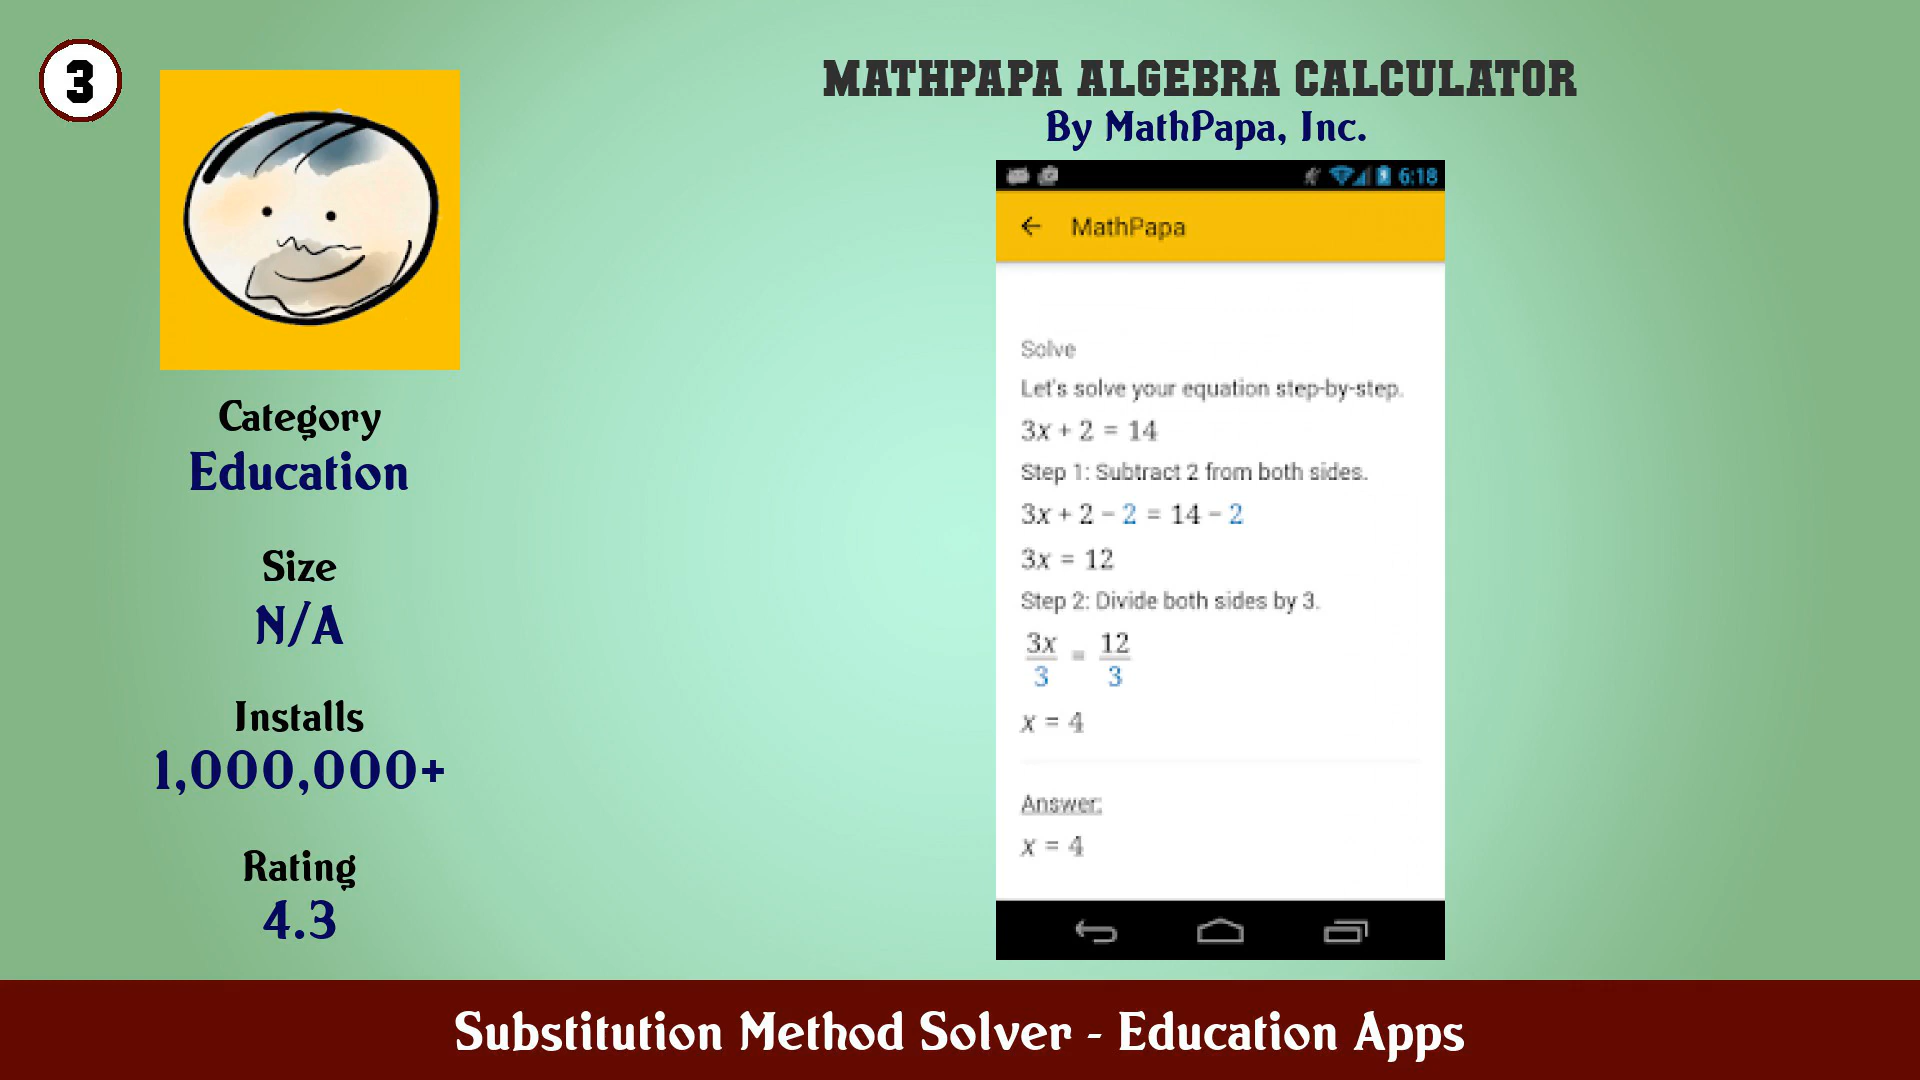 3
MATHPAPA ALGEBRA CALCULATOR
By MathPapa, Inc.
Category
Education
Size
N/A
Installs
1,000,000+
Rating
4.3
6:18
MathPapa
Solve
Let's solve your equation step-by-step.
3x + 2 = 14
Step 1: Subtract 2 from both sides.
3x + 2 − 2 = 14 − 2
3x = 12
Step 2: Divide both sides by 3.
3x/3 = 12/3
x = 4
Answer:
x = 4
Substitution Method Solver - Education Apps